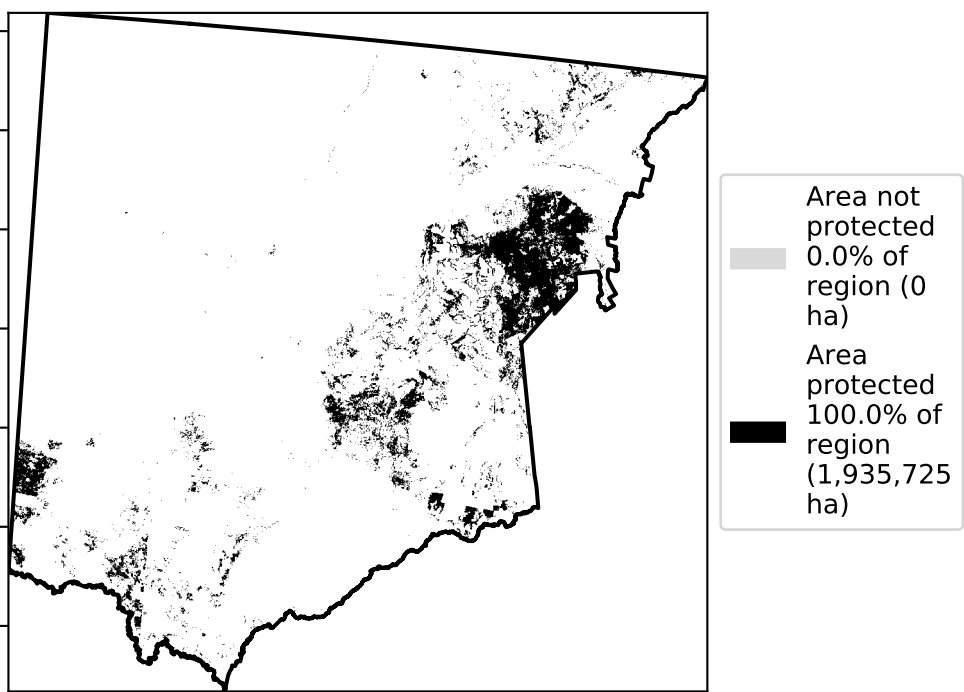 Area not
protected
0.0% of
region (0
ha)
Area
protected
100.0% of
region
(1,935,725
ha)